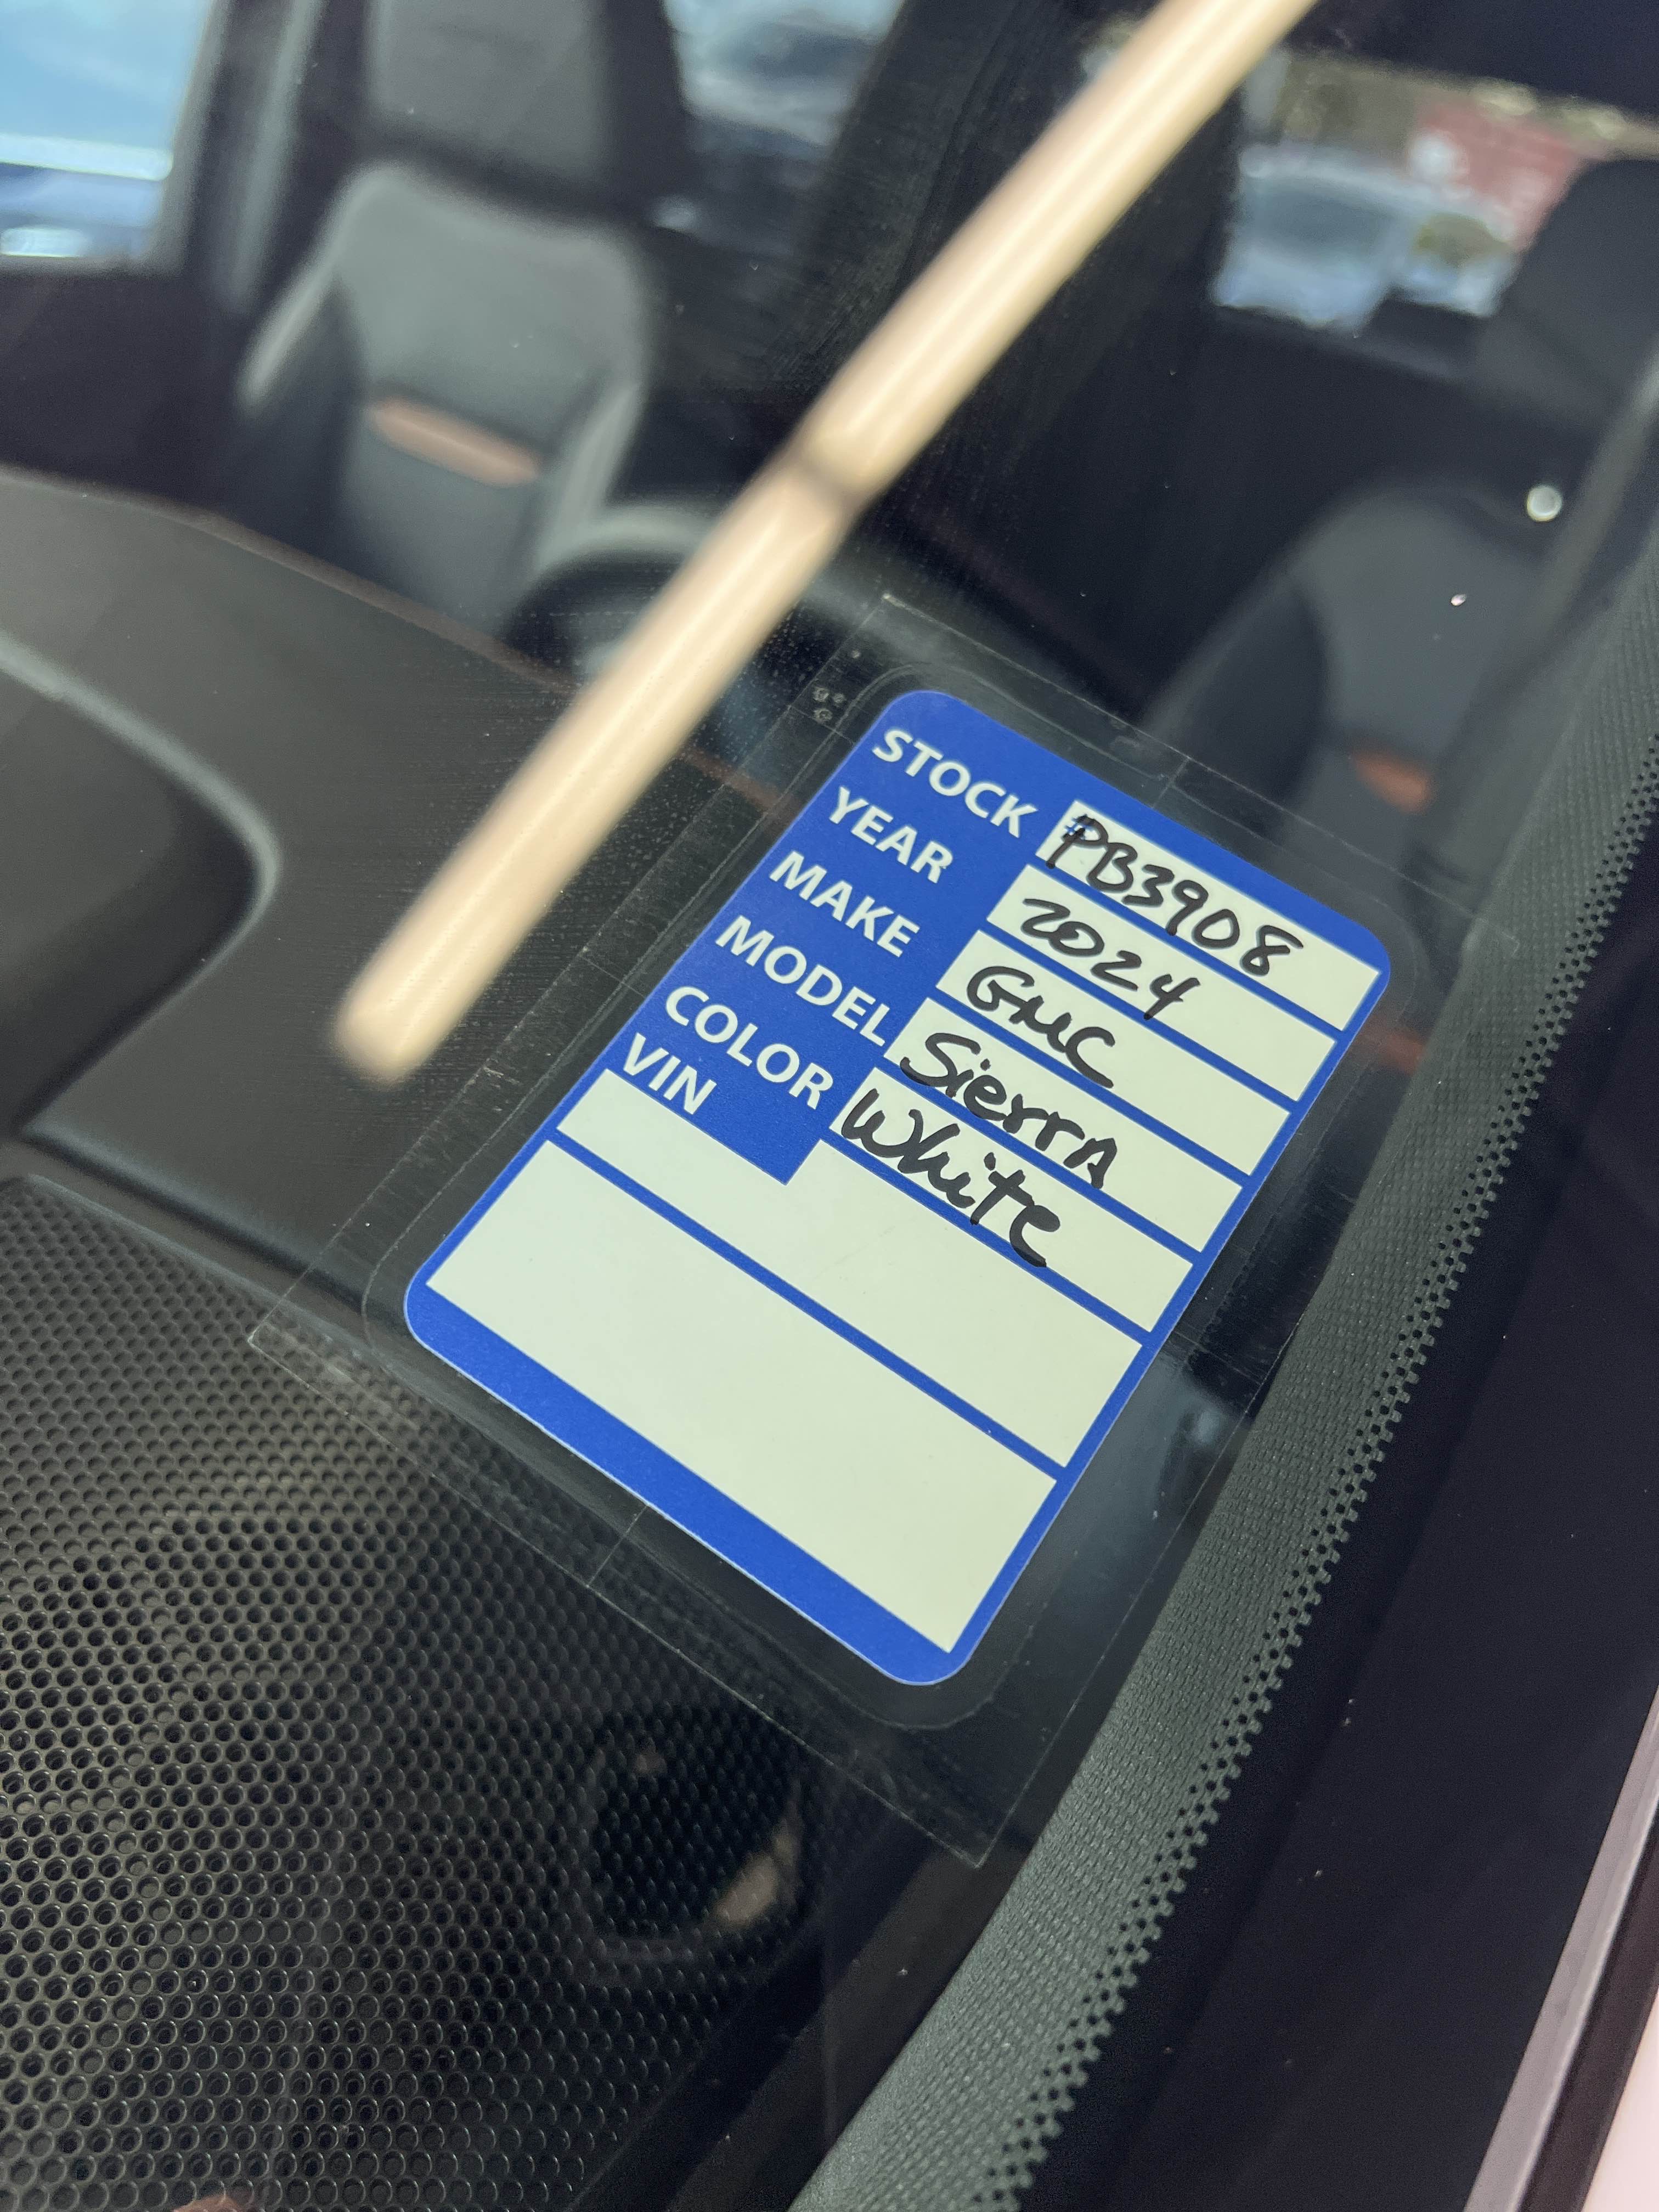 STOCK #PB3908
YEAR 2024
MAKE GMC
MODEL SierrA
COLOR White
VIN